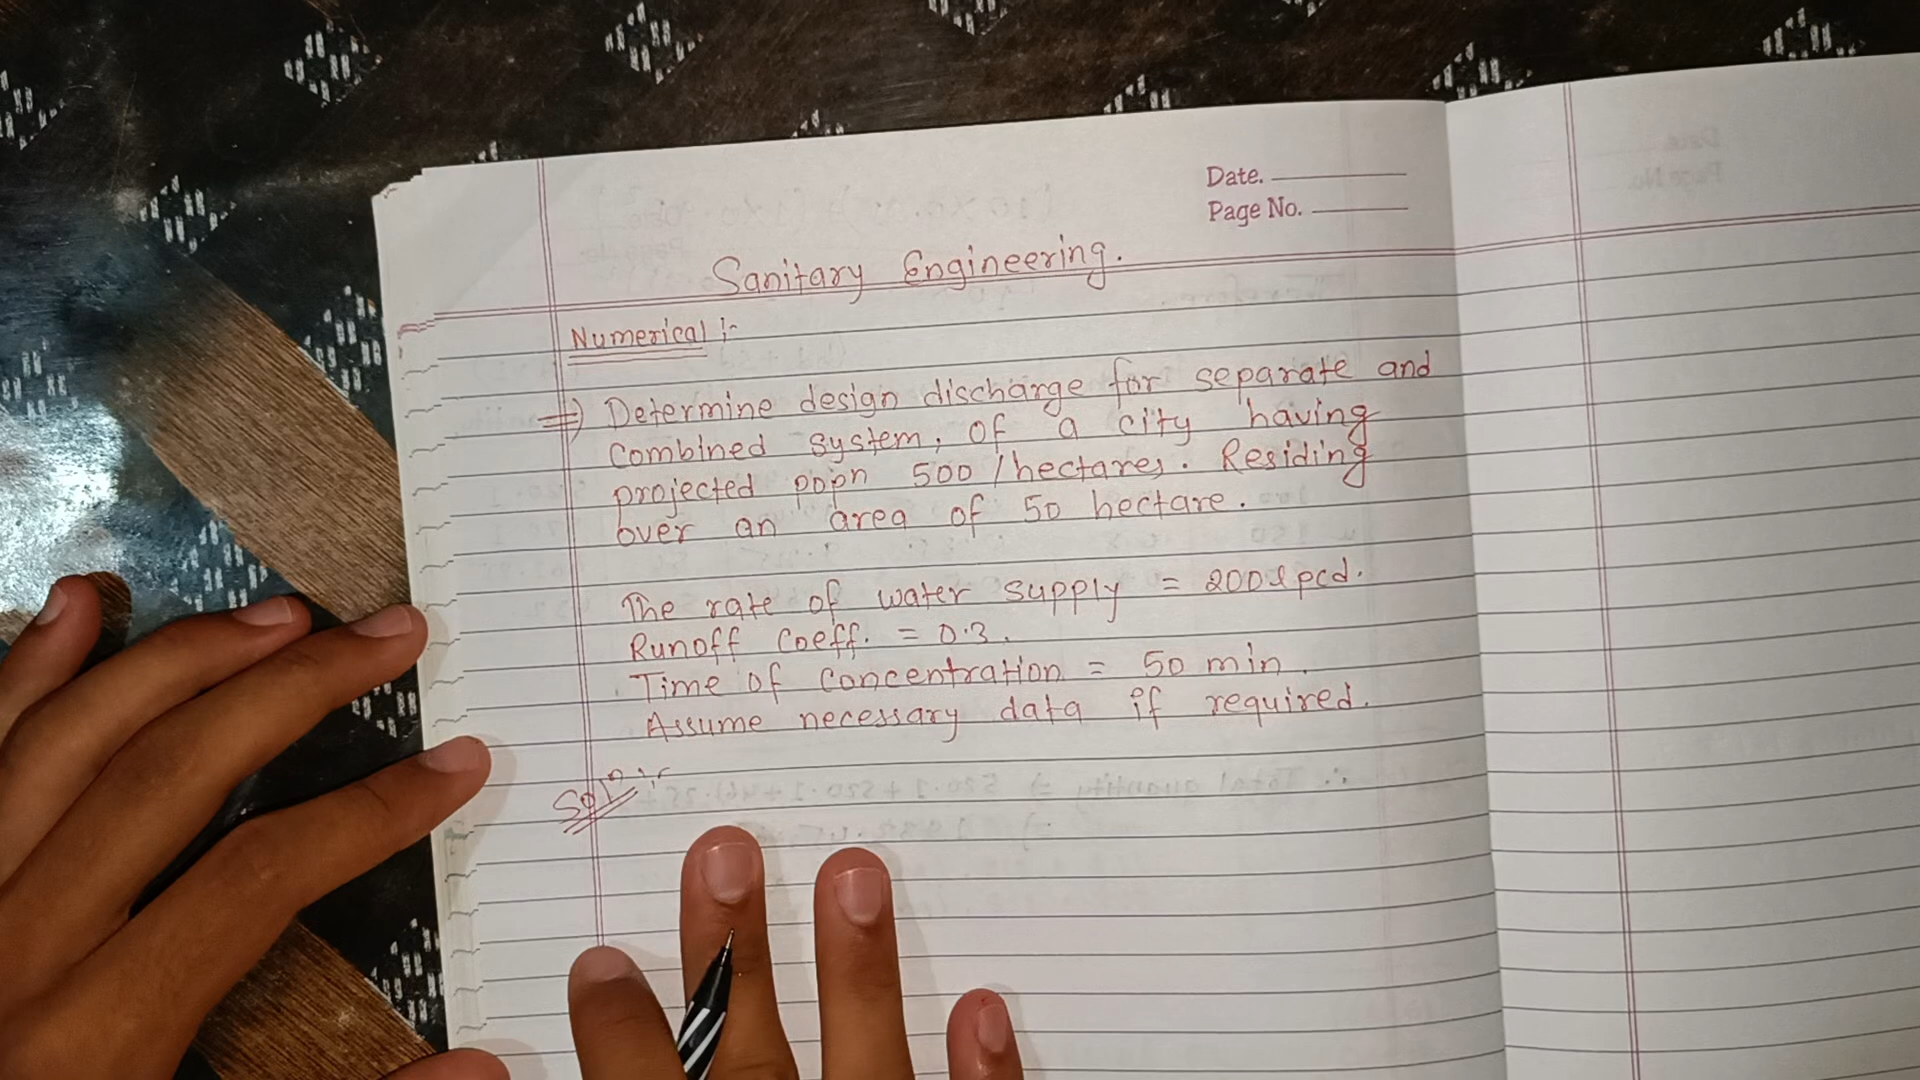 Date.
Page No.
Sanitary Engineering.
Numerical :-
⇒ Determine design discharge for separate and
combined system, of a city having
projected popn 500 /hectares. Residing
over an area of 50 hectare.
The rate of water supply = 200 lpcd.
Runoff coeff. = 0.3.
Time of concentration = 50 min.
Assume necessary data if required.
Soln :-